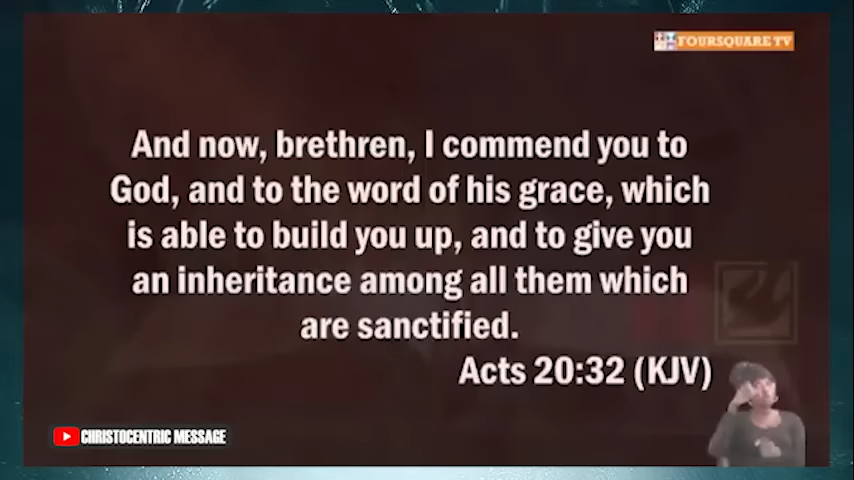 FOURSQUARE TV
And now, brethren, I commend you to
God, and to the word of his grace, which
is able to build you up, and to give you
an inheritance among all them which
are sanctified.
Acts 20:32 (KJV)
CHRISTOCENTRIC MESSAGE